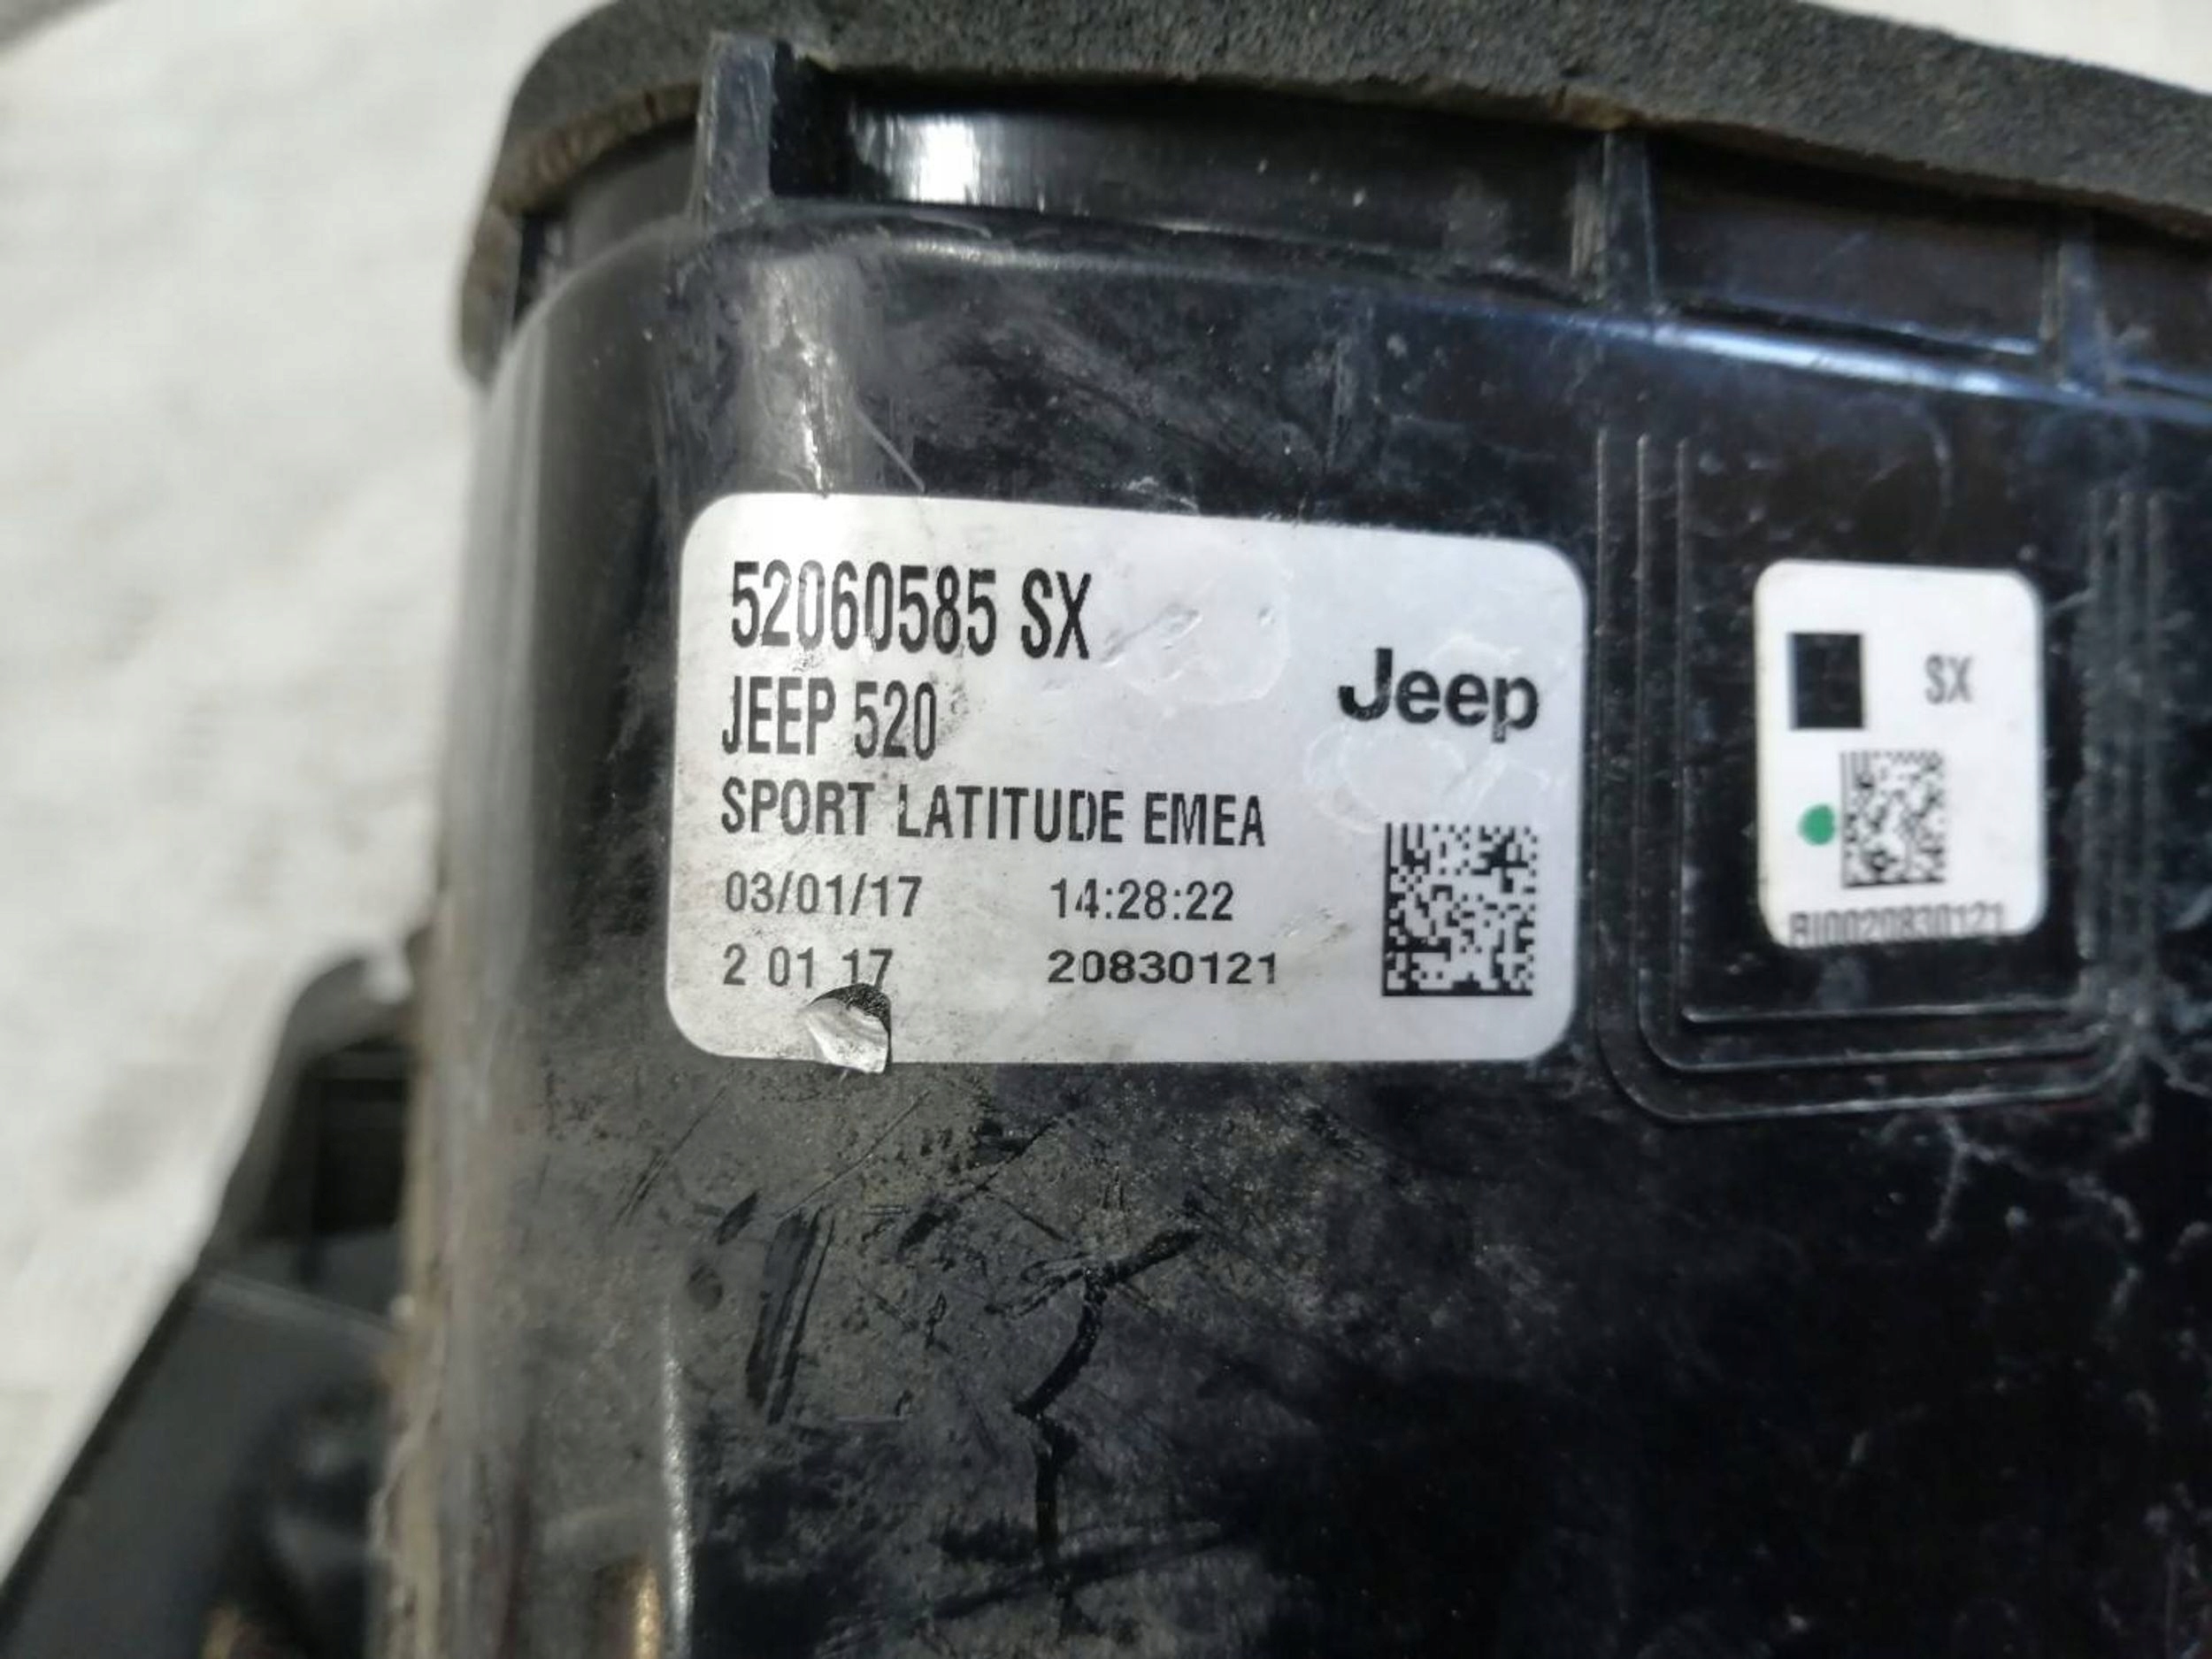 52060585 SX
JEEP 520
Jeep
SPORT LATITUDE EMEA
03/01/17 14:28:22
2 01 17 20830121
SX
BI0020830121